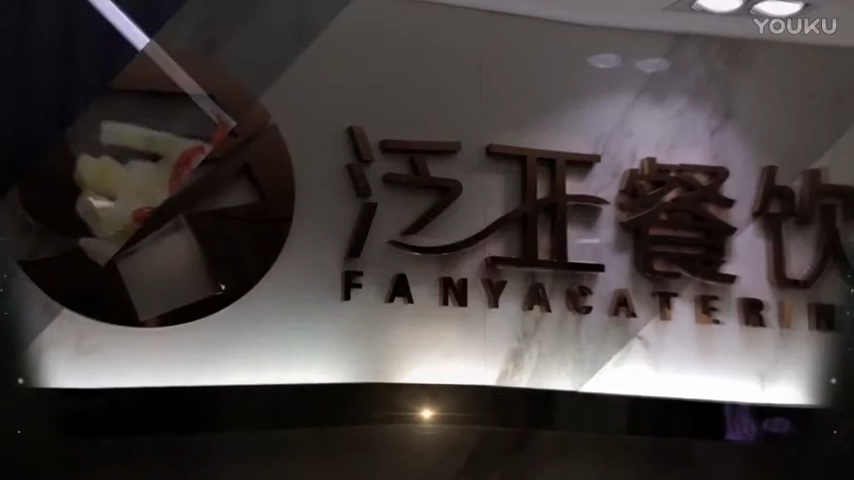 YOUKU
泛亚餐饮
FANYACATERIN